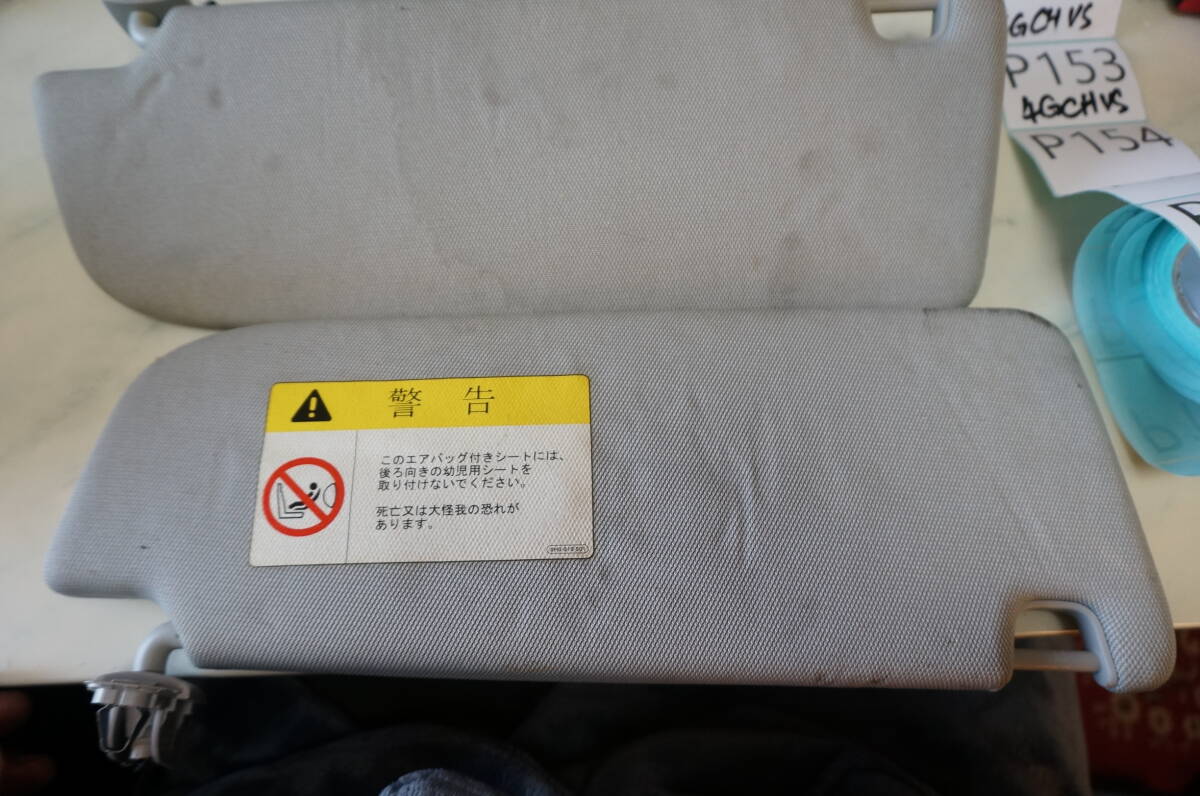 GCHVS
P153
4GCHVS
P154
警 告
このエアバッグ付きシートには、
後ろ向きの幼児用シートを
取り付けないでください。
死亡又は大怪我の恐れが
あります。